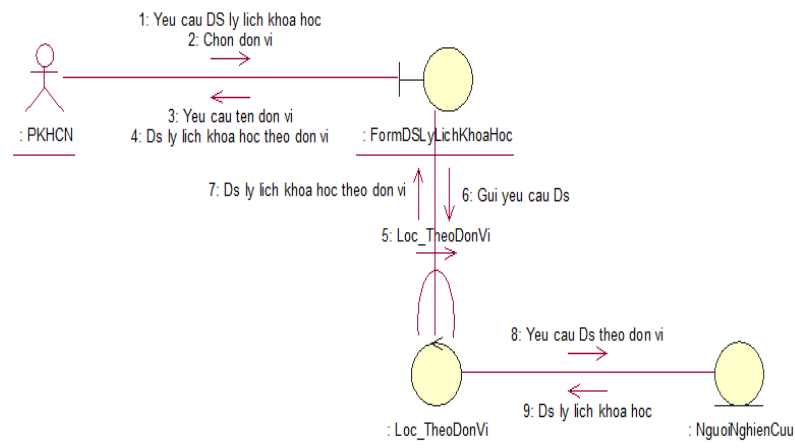 1: Yeu cau DS ly lich khoa hoc
2: Chon don vi
3: Yeu cau ten don vi
4: Ds ly lich khoa hoc theo don vi
: PKHCN
: FormDSLyLichKhoaHoc
7: Ds ly lich khoa hoc theo don vi
6: Gui yeu cau Ds
5: Loc_TheoDonVi
8: Yeu cau Ds theo don vi
9: Ds ly lich khoa hoc
: Loc_TheoDonVi
: NguoiNghienCuu